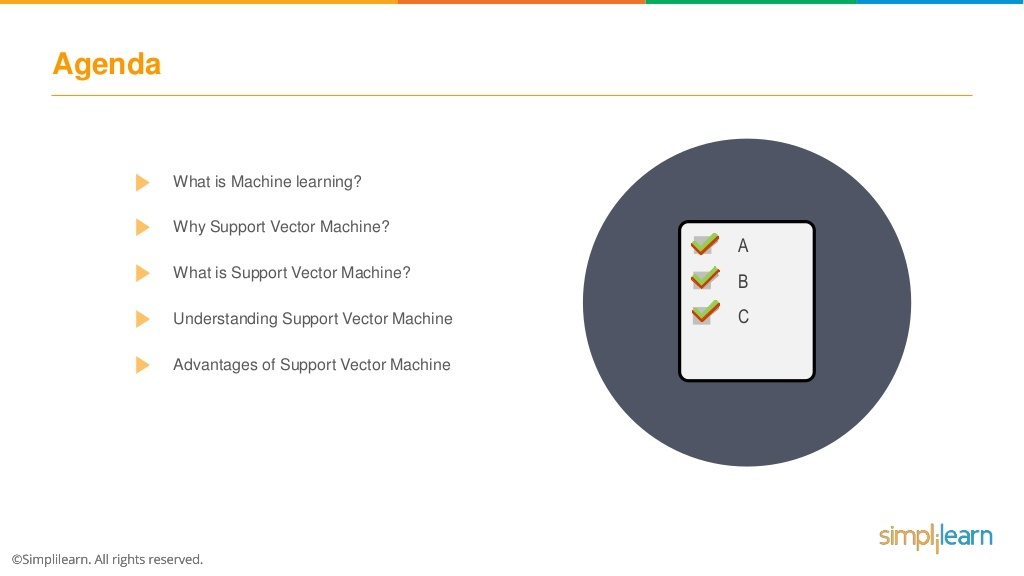 Agenda
What is Machine learning?
Why Support Vector Machine?
What is Support Vector Machine?
Understanding Support Vector Machine
Advantages of Support Vector Machine
A
B
C
simplilearn
©Simplilearn. All rights reserved.